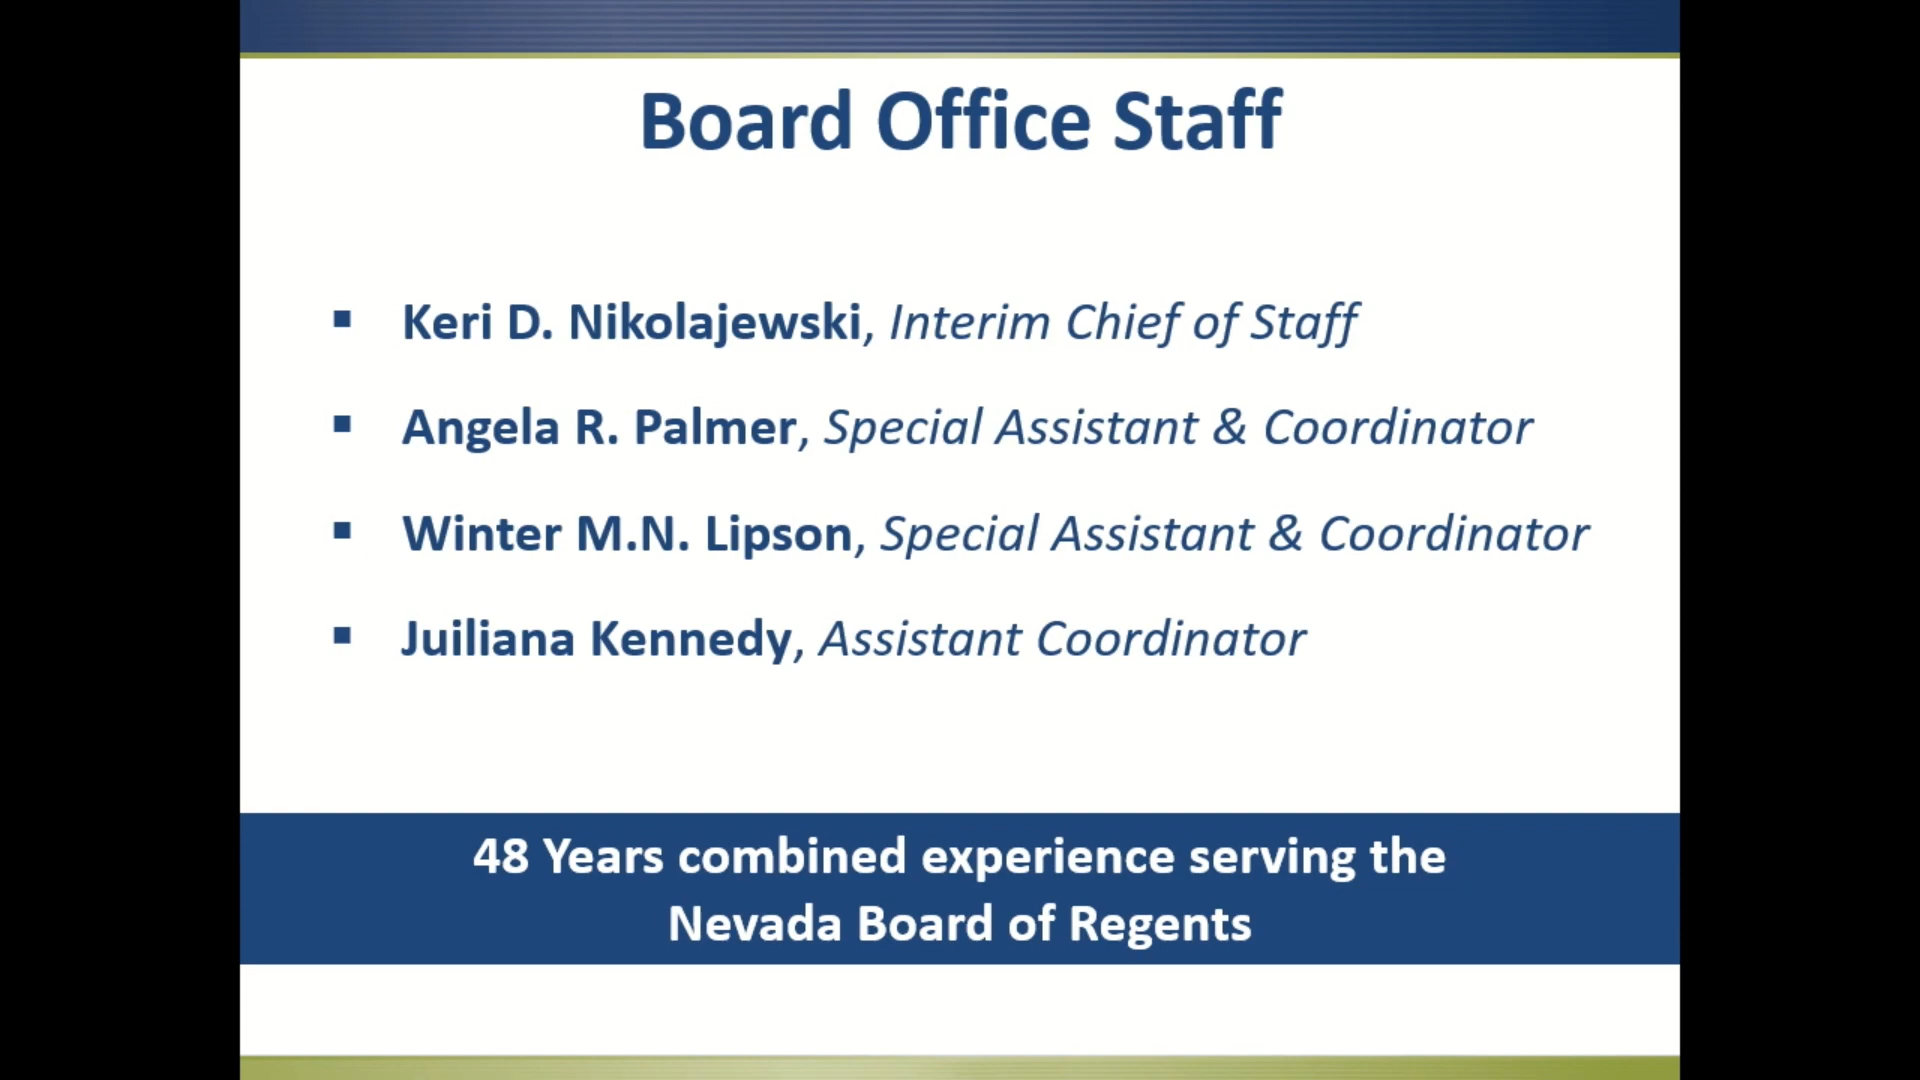 Board Office Staff
▪ Keri D. Nikolajewski, Interim Chief of Staff
▪ Angela R. Palmer, Special Assistant & Coordinator
▪ Winter M.N. Lipson, Special Assistant & Coordinator
▪ Juiliana Kennedy, Assistant Coordinator
48 Years combined experience serving the
Nevada Board of Regents